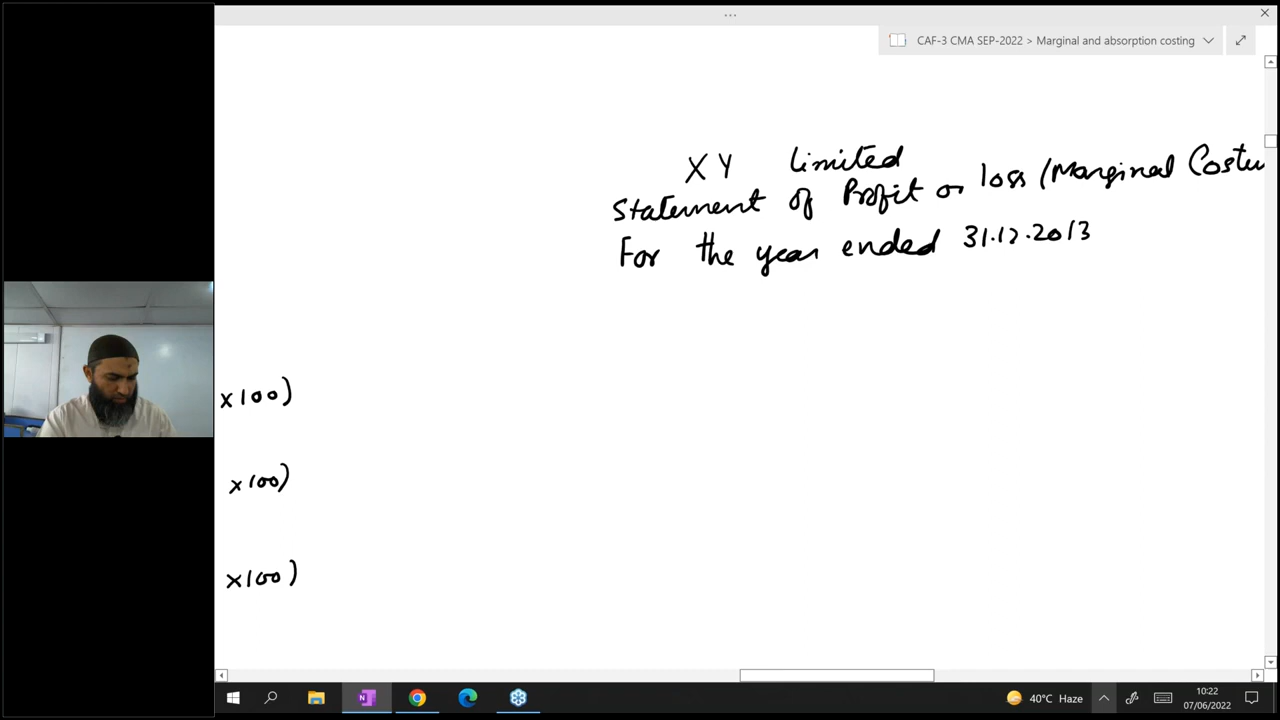 CAF-3 CMA SEP-2022 > Marginal and absorption costing
XY Limited
Statement of Profit or loss (Marginal Costin
For the year ended 31.12.2013
x100)
x100)
x100)
40°C Haze
10:22
07/06/2022